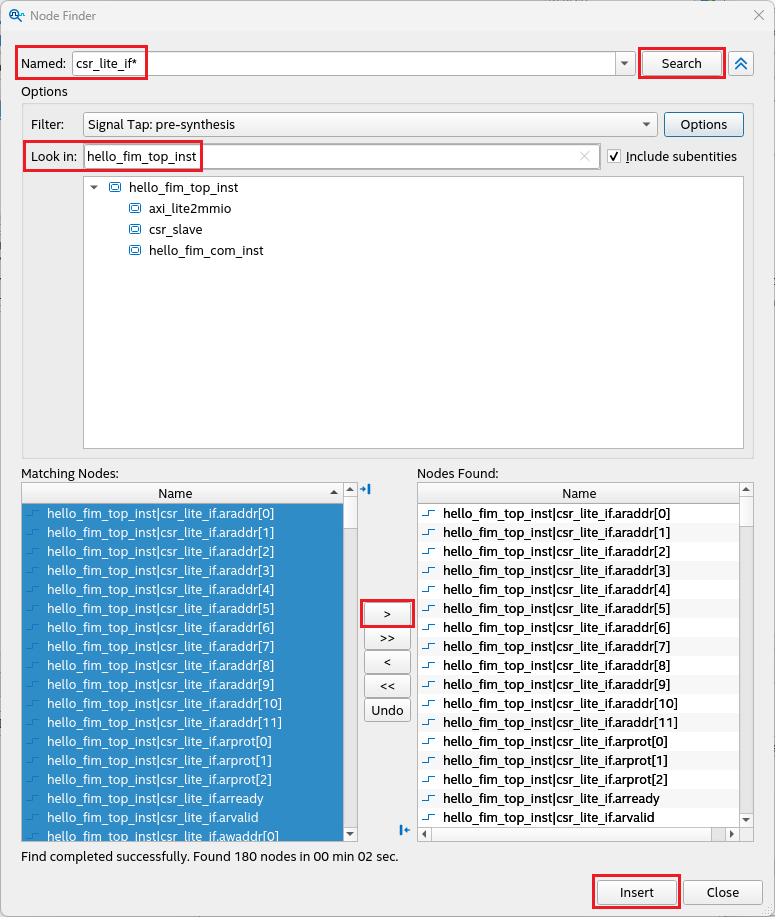 Node Finder
Named: csr_lite_if* Search
Options
Filter: Signal Tap: pre-synthesis Options
Look in: hello_fim_top_inst Include subentities
hello_fim_top_inst
axi_lite2mmio
csr_slave
hello_fim_com_inst
Matching Nodes:
Name
hello_fim_top_inst|csr_lite_if.araddr[0]
hello_fim_top_inst|csr_lite_if.araddr[1]
hello_fim_top_inst|csr_lite_if.araddr[2]
hello_fim_top_inst|csr_lite_if.araddr[3]
hello_fim_top_inst|csr_lite_if.araddr[4]
hello_fim_top_inst|csr_lite_if.araddr[5]
hello_fim_top_inst|csr_lite_if.araddr[6]
hello_fim_top_inst|csr_lite_if.araddr[7]
hello_fim_top_inst|csr_lite_if.araddr[8]
hello_fim_top_inst|csr_lite_if.araddr[9]
hello_fim_top_inst|csr_lite_if.araddr[10]
hello_fim_top_inst|csr_lite_if.araddr[11]
hello_fim_top_inst|csr_lite_if.arprot[0]
hello_fim_top_inst|csr_lite_if.arprot[1]
hello_fim_top_inst|csr_lite_if.arprot[2]
hello_fim_top_inst|csr_lite_if.arready
hello_fim_top_inst|csr_lite_if.arvalid
hello_fim_top_inst|csr_lite_if.awaddr[0]
>
>>
<
<<
Undo
Nodes Found:
Name
hello_fim_top_inst|csr_lite_if.araddr[0]
hello_fim_top_inst|csr_lite_if.araddr[1]
hello_fim_top_inst|csr_lite_if.araddr[2]
hello_fim_top_inst|csr_lite_if.araddr[3]
hello_fim_top_inst|csr_lite_if.araddr[4]
hello_fim_top_inst|csr_lite_if.araddr[5]
hello_fim_top_inst|csr_lite_if.araddr[6]
hello_fim_top_inst|csr_lite_if.araddr[7]
hello_fim_top_inst|csr_lite_if.araddr[8]
hello_fim_top_inst|csr_lite_if.araddr[9]
hello_fim_top_inst|csr_lite_if.araddr[10]
hello_fim_top_inst|csr_lite_if.araddr[11]
hello_fim_top_inst|csr_lite_if.arprot[0]
hello_fim_top_inst|csr_lite_if.arprot[1]
hello_fim_top_inst|csr_lite_if.arprot[2]
hello_fim_top_inst|csr_lite_if.arready
hello_fim_top_inst|csr_lite_if.arvalid
Find completed successfully. Found 180 nodes in 00 min 02 sec.
Insert Close